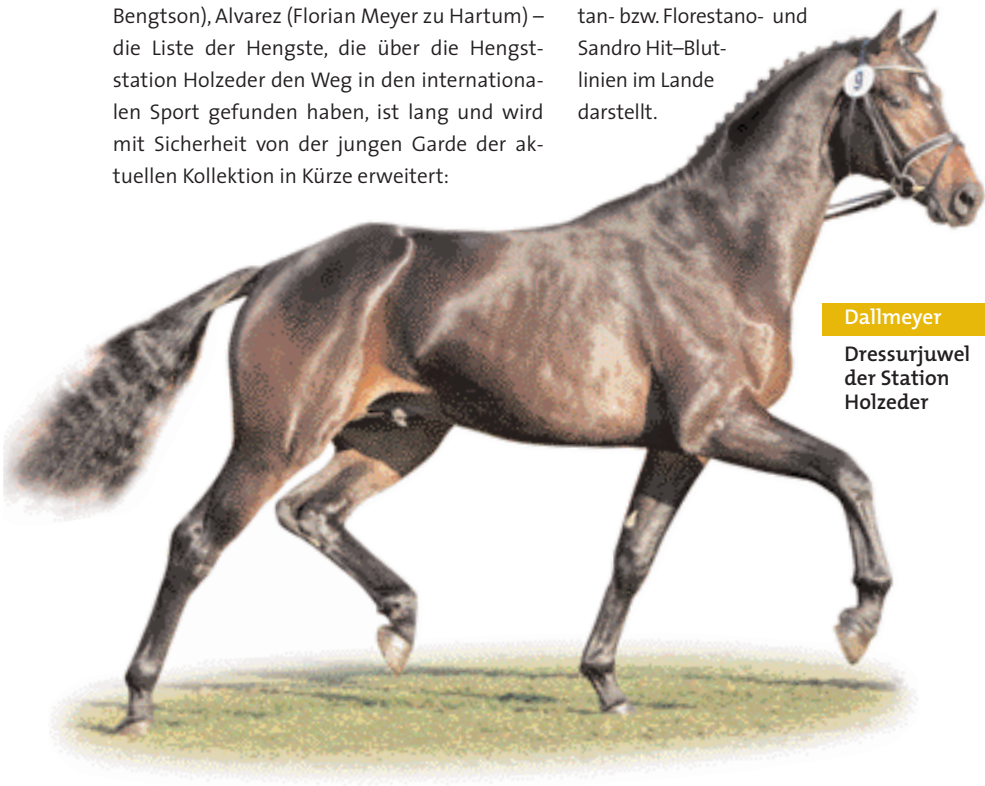 Bengtson), Alvarez (Florian Meyer zu Hartum) –
die Liste der Hengste, die über die Hengst-
station Holzeder den Weg in den internationa-
len Sport gefunden haben, ist lang und wird
mit Sicherheit von der jungen Garde der ak-
tuellen Kollektion in Kürze erweitert:
tan- bzw. Florestano- und
Sandro Hit–Blut-
linien im Lande
darstellt.
Dallmeyer
Dressurjuwel
der Station
Holzeder